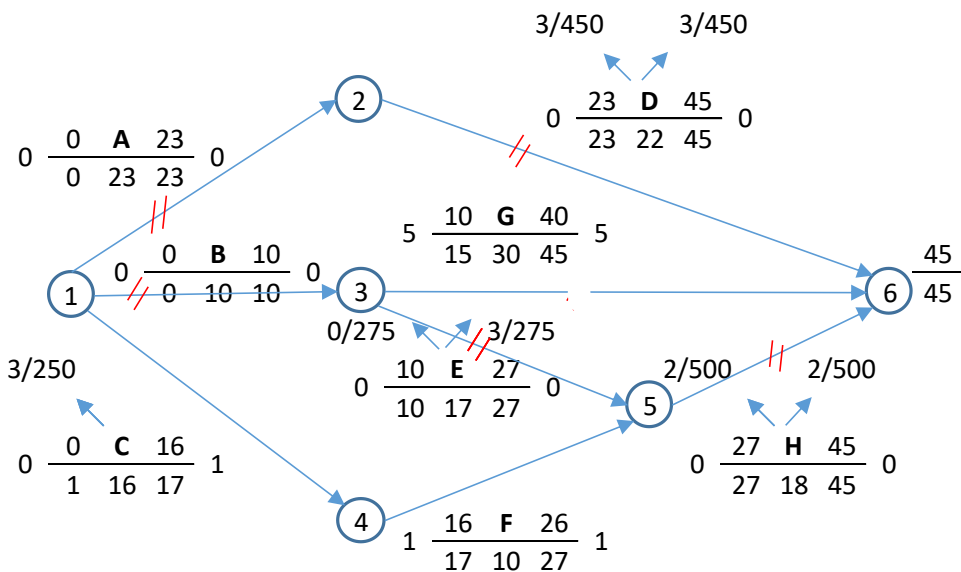 3/450 3/450
2
0 23 D 45 0
23 22 45
0 0 A 23 0
0 23 23
5 10 G 40 5
15 30 45
0 0 B 10 0
0 10 10
1
3
6
45
45
0/275 3/275
0 10 E 27 0
10 17 27
3/250
5
2/500 2/500
0 0 C 16 1
1 16 17
0 27 H 45 0
27 18 45
4
1 16 F 26 1
17 10 27